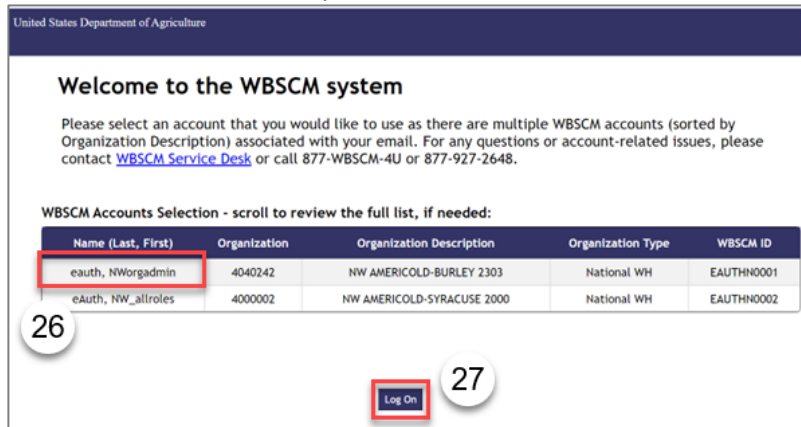 United States Department of Agriculture
Welcome to the WBSCM system
Please select an account that you would like to use as there are multiple WBSCM accounts (sorted by
Organization Description) associated with your email. For any questions or account-related issues, please
contact WBSCM Service Desk or call 877-WBSCM-4U or 877-927-2648.
WBSCM Accounts Selection - scroll to review the full list, if needed:
Name (Last, First) Organization Organization Description Organization Type WBSCM ID
eauth, NWorgadmin 4040242 NW AMERICOLD-BURLEY 2303 National WH EAUTHN0001
eAuth, NW_allroles 4000002 NW AMERICOLD-SYRACUSE 2000 National WH EAUTHN0002
26
27
Log On